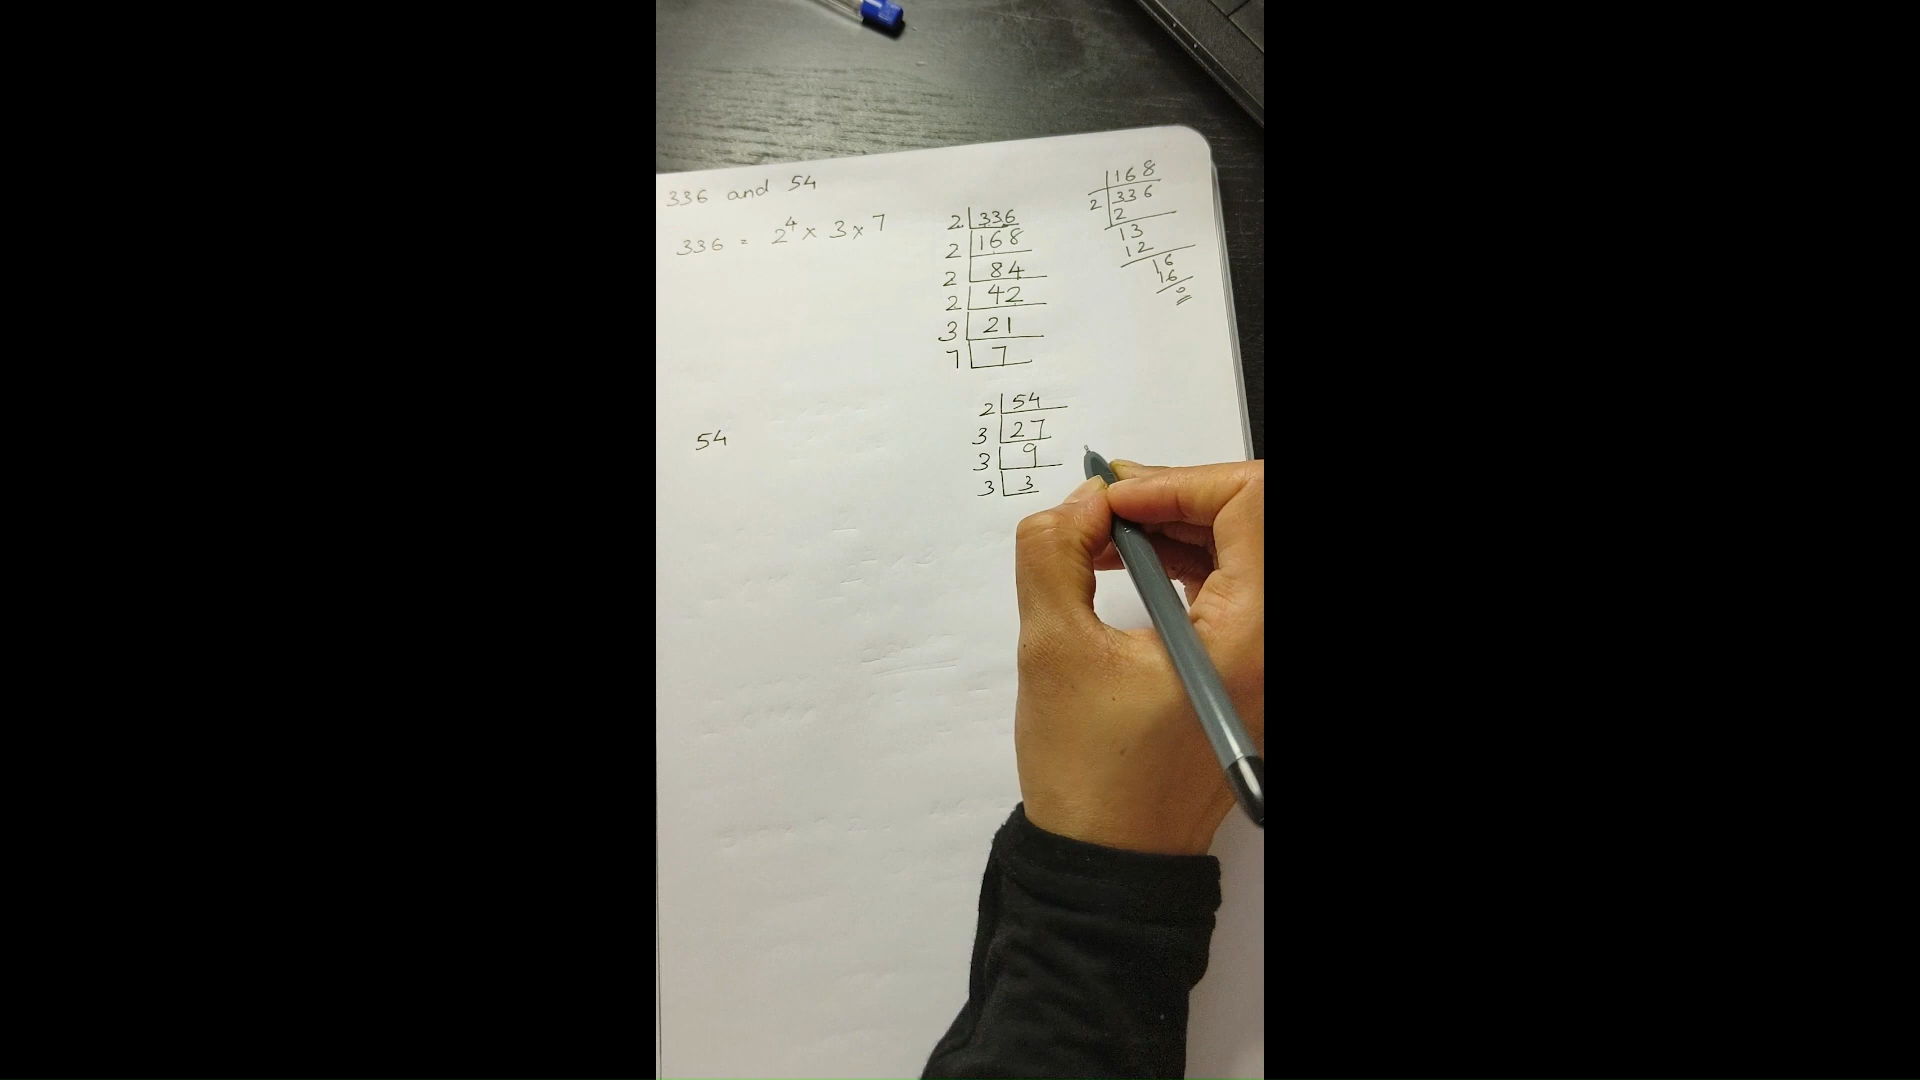 336 and 54
336 = 2⁴ × 3 × 7
2 | 336
2 | 168
2 | 84
2 | 42
3 | 21
7 | 7
168
2 | 336
2
13
12
16
16
0
54
2 | 54
3 | 27
3 | 9
3 | 3